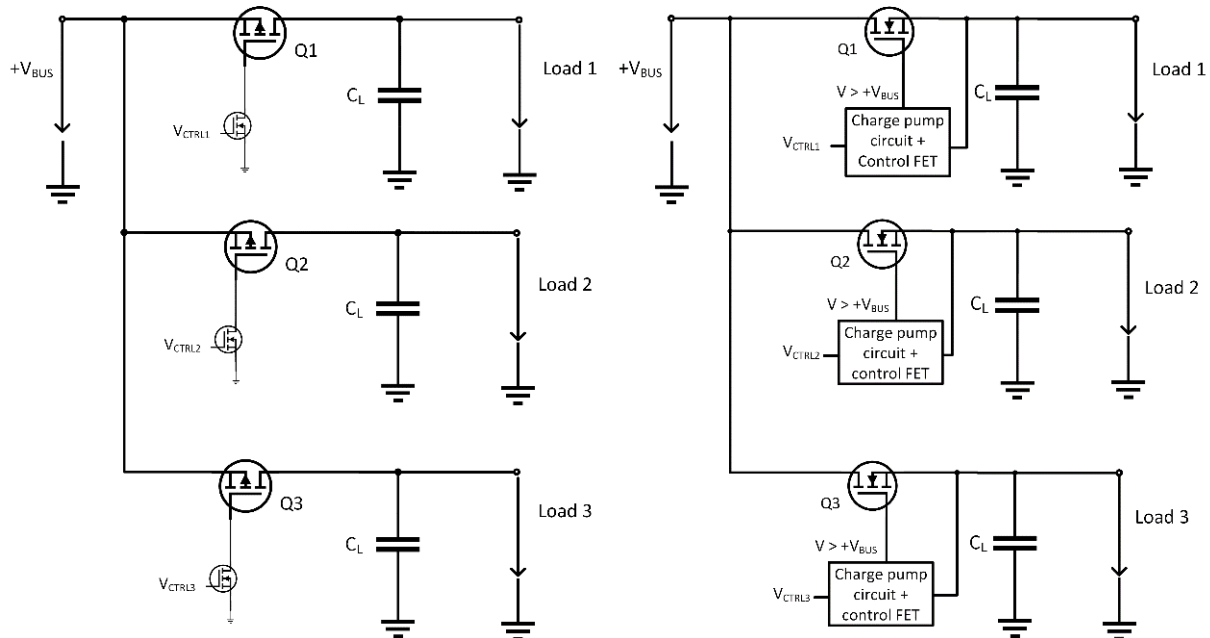 +VBUS
Q1
CL
Load 1
VCTRL1
Q2
CL
Load 2
VCTRL2
Q3
CL
Load 3
VCTRL3
+VBUS
Q1
V > +VBUS
CL
Load 1
VCTRL1
Charge pump
circuit +
Control FET
Q2
V > +VBUS
CL
Load 2
VCTRL2
Charge pump
circuit +
control FET
Q3
V > +VBUS
CL
Load 3
VCTRL3
Charge pump
circuit +
control FET